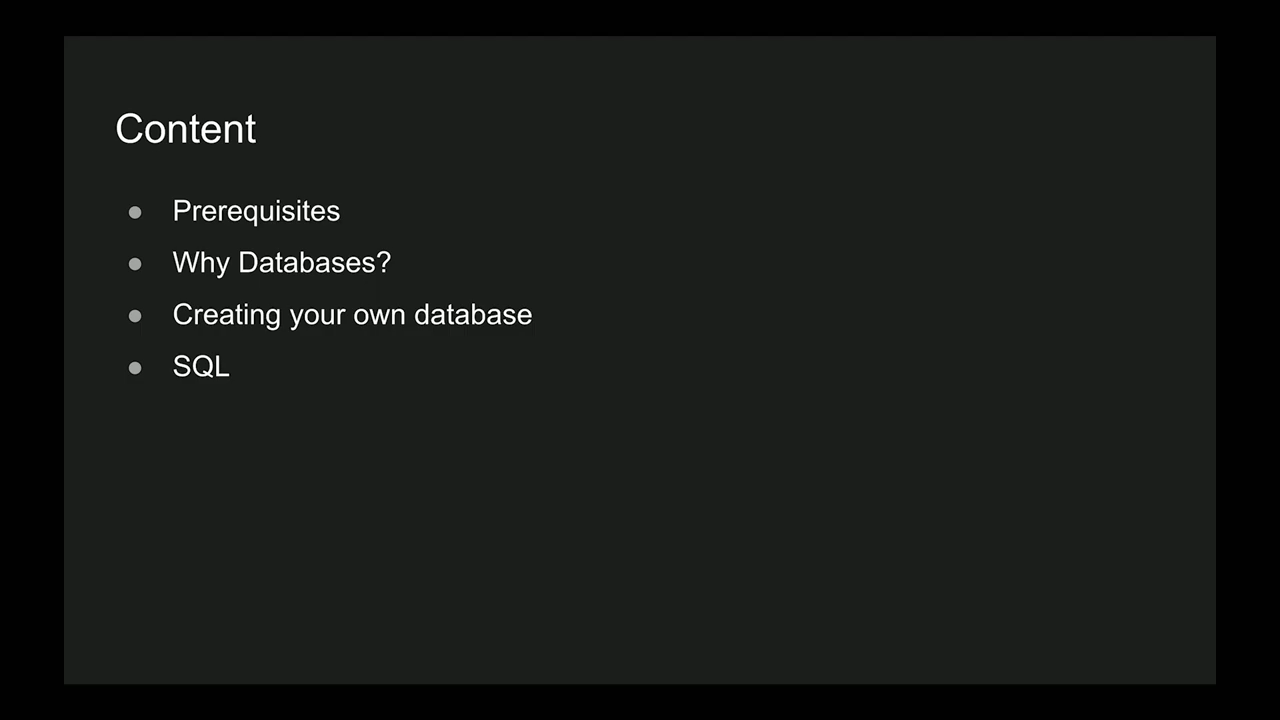 Content
● Prerequisites
● Why Databases?
● Creating your own database
● SQL